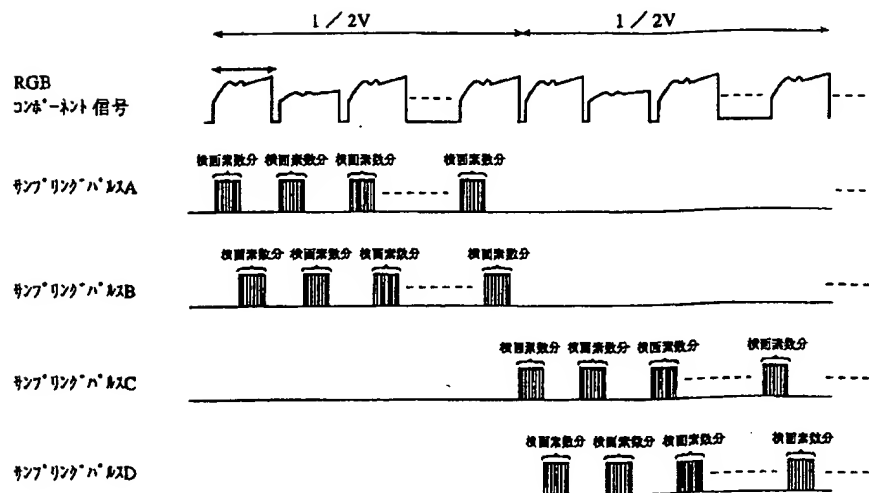 1／2V 1／2V
RGB
ｺﾝﾎﾟｰﾈﾝﾄ信号
横画素数分 横画素数分 横画素数分 横画素数分
ｻﾝﾌﾟﾘﾝｸﾞﾊﾟﾙｽA
横画素数分 横画素数分 横画素数分 横画素数分
ｻﾝﾌﾟﾘﾝｸﾞﾊﾟﾙｽB
横画素数分 横画素数分 横画素数分 横画素数分
ｻﾝﾌﾟﾘﾝｸﾞﾊﾟﾙｽC
横画素数分 横画素数分 横画素数分 横画素数分
ｻﾝﾌﾟﾘﾝｸﾞﾊﾟﾙｽD